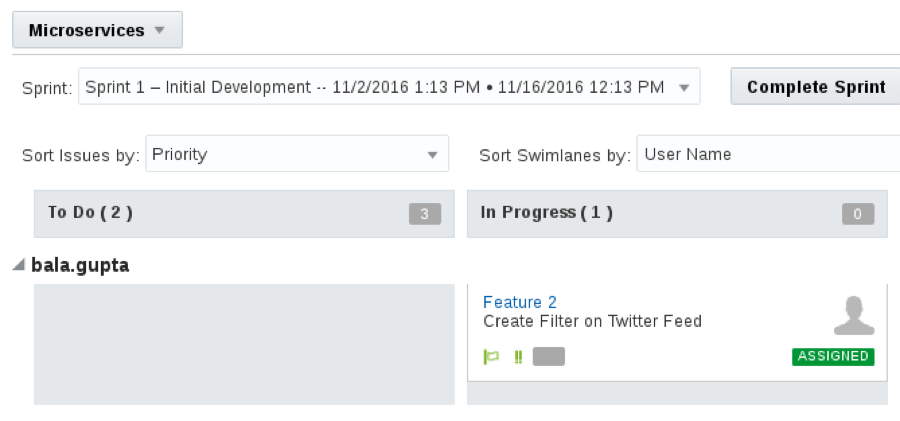 Microservices
Sprint: Sprint 1 – Initial Development -- 11/2/2016 1:13 PM • 11/16/2016 12:13 PM Complete Sprint
Sort Issues by: Priority Sort Swimlanes by: User Name
To Do ( 2 ) 3 In Progress ( 1 ) 0
bala.gupta
Feature 2
Create Filter on Twitter Feed
!! ASSIGNED